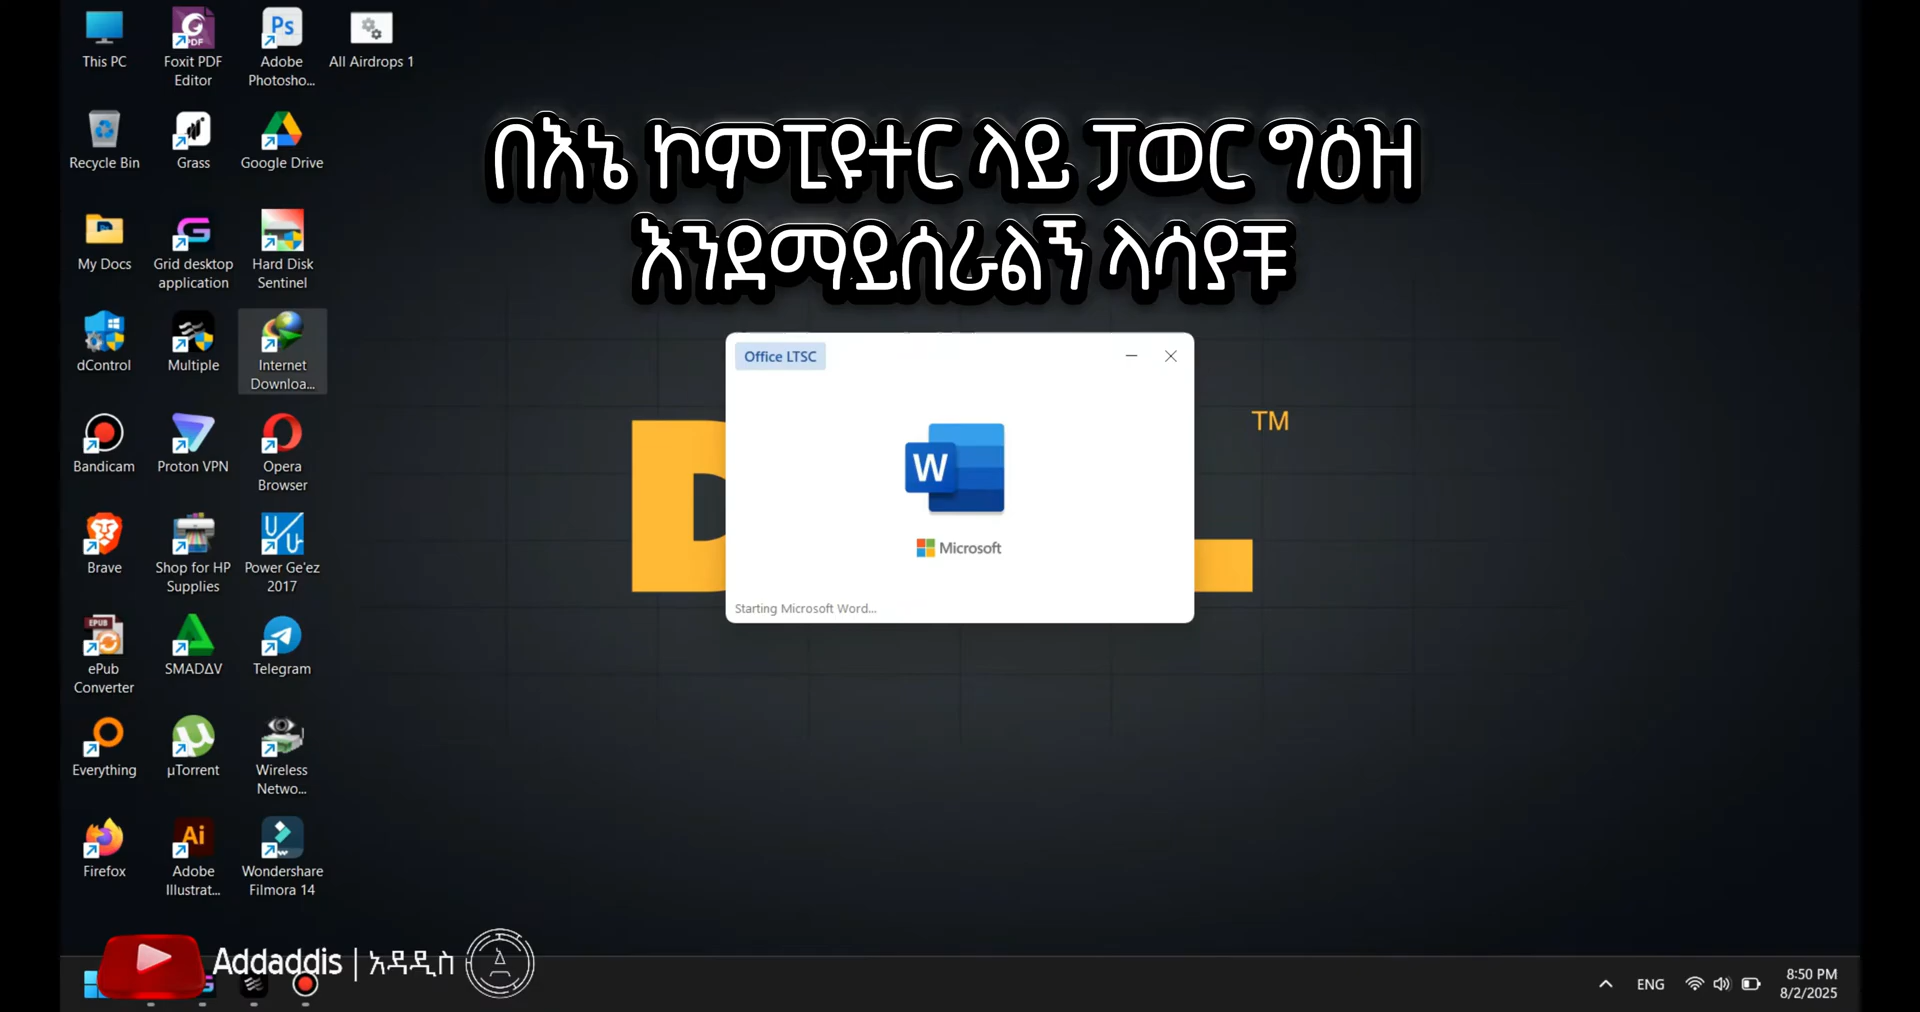 This PC
Foxit PDF
Editor
Adobe
Photosho...
All Airdrops 1
Recycle Bin
Grass
Google Drive
My Docs
Grid desktop
application
Hard Disk
Sentinel
dControl
Multiple
Internet
Downloa...
Bandicam
Proton VPN
Opera
Browser
Brave
Shop for HP
Supplies
Power Ge'ez
2017
ePub
Converter
SMADΔV
Telegram
Everything
µTorrent
Wireless
Netwo...
Firefox
Adobe
Illustrat...
Wondershare
Filmora 14
በእኔ ኮምፒዩተር ላይ ፓወር ግዕዝ
እንደማይሰራልኝ ላሳያቹ
Office LTSC
W
Microsoft
Starting Microsoft Word...
TM
Addaddis | አዳዲስ
ENG
8:50 PM
8/2/2025